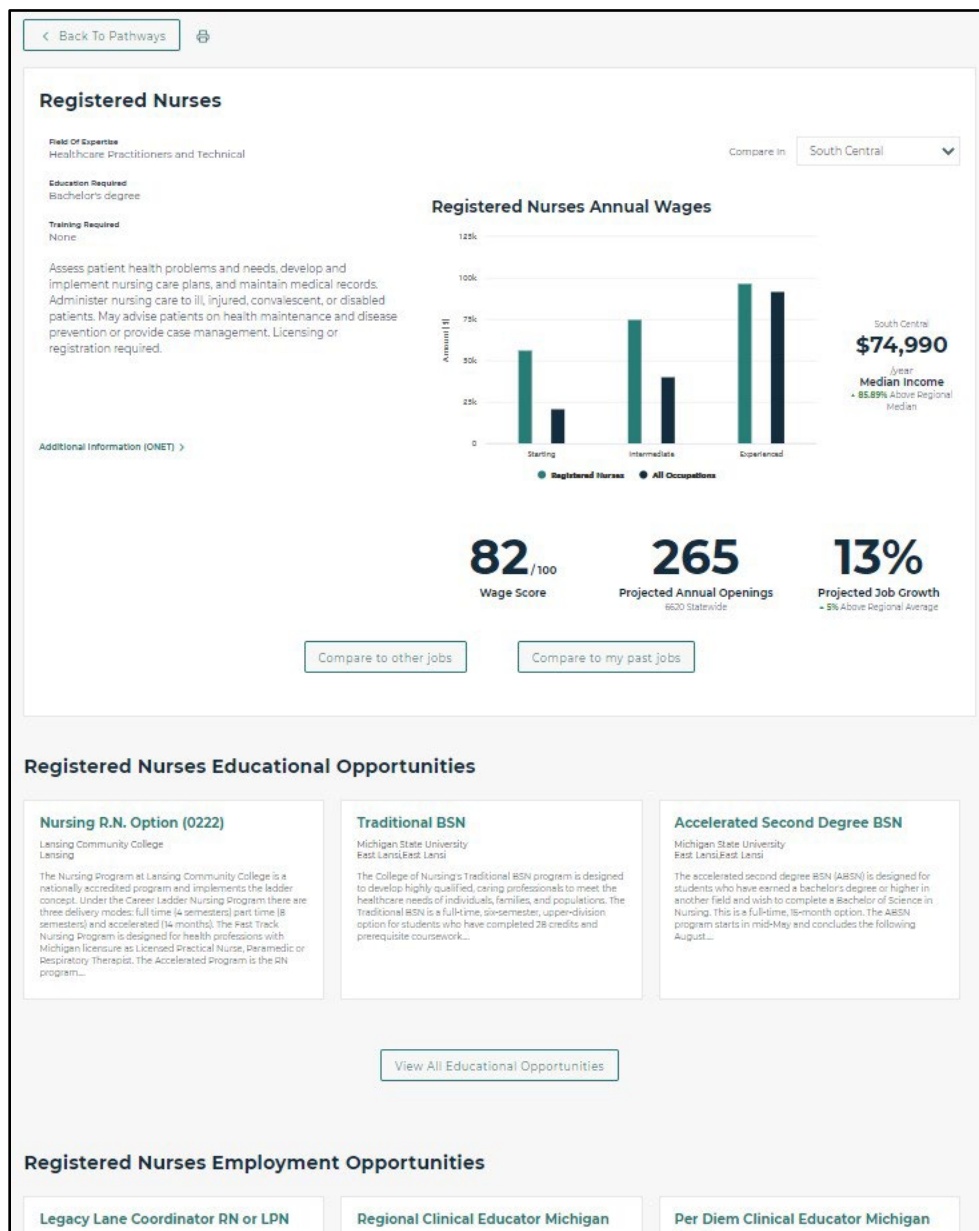 Back To Pathways
Registered Nurses
Field Of Expertise
Healthcare Practitioners and Technical
Education Required
Bachelor's degree
Training Required
None
Assess patient health problems and needs, develop and
implement nursing care plans, and maintain medical records.
Administer nursing care to ill, injured, convalescent, or disabled
patients. May advise patients on health maintenance and disease
prevention or provide case management. Licensing or
registration required.
Additional Information (ONET) >
Compare In
South Central
Registered Nurses Annual Wages
125k
100k
75k
50k
25k
0
Amount ($)
Starting
Intermediate
Experienced
Registered Nurses
All Occupations
South Central
$74,990
/year
Median Income
85.89% Above Regional
Median
82 /100
Wage Score
265
Projected Annual Openings
6620 Statewide
13%
Projected Job Growth
5% Above Regional Average
Compare to other jobs
Compare to my past jobs
Registered Nurses Educational Opportunities
Nursing R.N. Option (0222)
Lansing Community College
Lansing
The Nursing Program at Lansing Community College is a
nationally accredited program and implements the ladder
concept. Under the Career Ladder Nursing Program there are
three delivery modes: full time (4 semesters) part time (8
semesters) and accelerated (14 months). The Fast Track
Nursing Program is designed for health professions with
Michigan licensure as Licensed Practical Nurse, Paramedic or
Respiratory Therapist. The Accelerated Program is the RN
program....
Traditional BSN
Michigan State University
East Lansi,East Lansi
The College of Nursing's Traditional BSN program is designed
to develop highly qualified, caring professionals to meet the
healthcare needs of individuals, families, and populations. The
Traditional BSN is a full-time, six-semester, upper-division
option for students who have completed 28 credits and
prerequisite coursework....
Accelerated Second Degree BSN
Michigan State University
East Lansi,East Lansi
The accelerated second degree BSN (ABSN) is designed for
students who have earned a bachelor's degree or higher in
another field and wish to complete a Bachelor of Science in
Nursing. This is a full-time, 15-month option. The ABSN
program starts in mid-May and concludes the following
August....
View All Educational Opportunities
Registered Nurses Employment Opportunities
Legacy Lane Coordinator RN or LPN
Regional Clinical Educator Michigan
Per Diem Clinical Educator Michigan